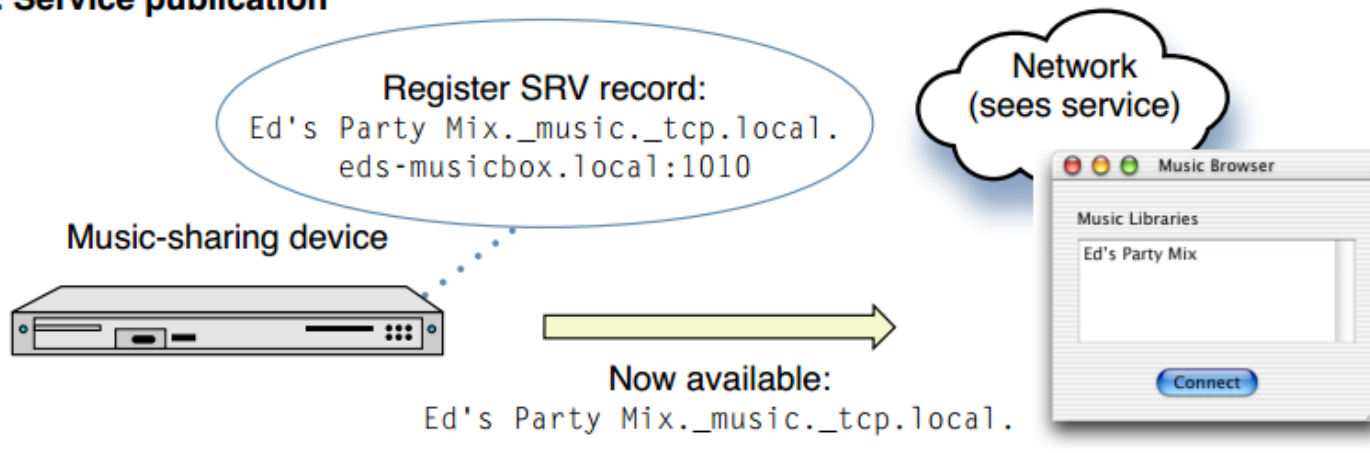 . Service publication
Register SRV record:
Ed's Party Mix._music._tcp.local.
eds-musicbox.local:1010
Network
(sees service)
Music Browser
Music Libraries
Ed's Party Mix
Connect
Music-sharing device
Now available:
Ed's Party Mix._music._tcp.local.